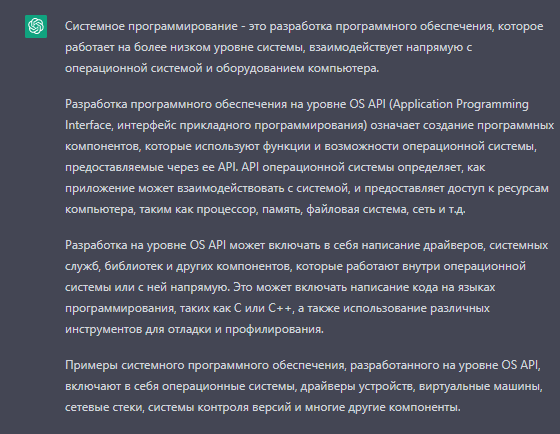 Системное программирование - это разработка программного обеспечения, которое
работает на более низком уровне системы, взаимодействует напрямую с
операционной системой и оборудованием компьютера.
Разработка программного обеспечения на уровне OS API (Application Programming
Interface, интерфейс прикладного программирования) означает создание программных
компонентов, которые используют функции и возможности операционной системы,
предоставляемые через ее API. API операционной системы определяет, как
приложение может взаимодействовать с системой, и предоставляет доступ к ресурсам
компьютера, таким как процессор, память, файловая система, сеть и т.д.
Разработка на уровне OS API может включать в себя написание драйверов, системных
служб, библиотек и других компонентов, которые работают внутри операционной
системы или с ней напрямую. Это может включать написание кода на языках
программирования, таких как C или C++, а также использование различных
инструментов для отладки и профилирования.
Примеры системного программного обеспечения, разработанного на уровне OS API,
включают в себя операционные системы, драйверы устройств, виртуальные машины,
сетевые стеки, системы контроля версий и многие другие компоненты.